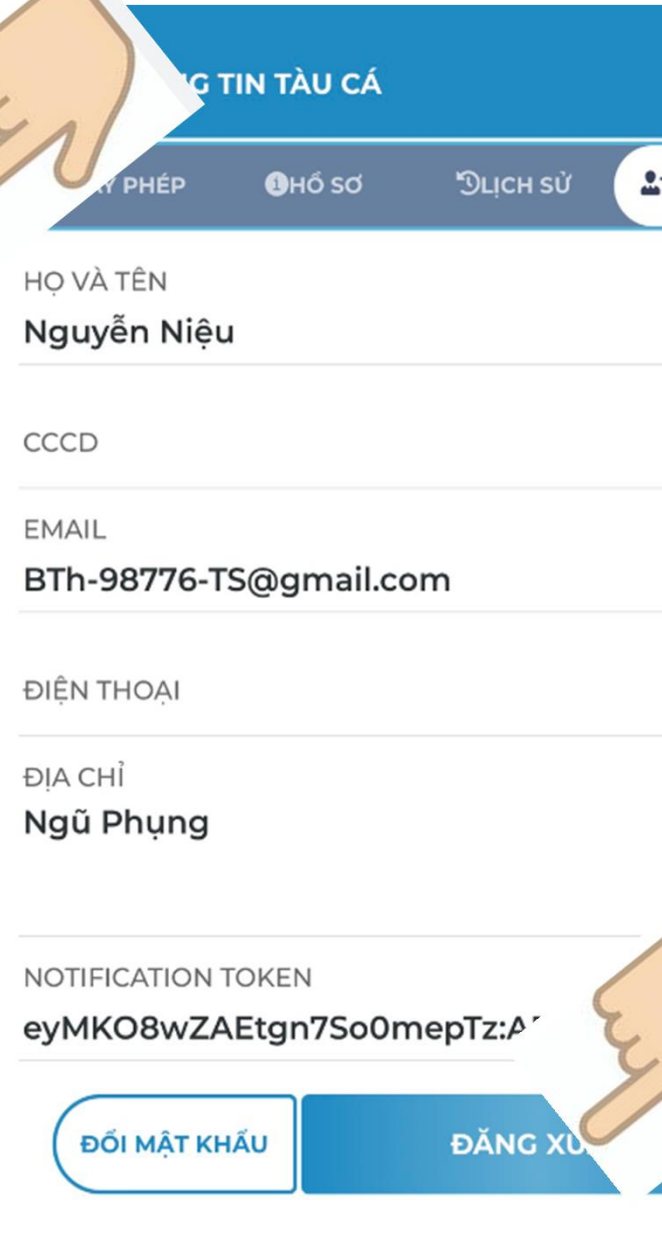 TIN TÀU CÁ
PHÉP
HỒ SƠ
LỊCH SỬ
HỌ VÀ TÊN
Nguyễn Niệu
CCCD
EMAIL
BTh-98776-TS@gmail.com
ĐIỆN THOẠI
ĐỊA CHỈ
Ngũ Phụng
NOTIFICATION TOKEN
eyMKO8wZAEtgn7So0mepTz:A
ĐỔI MẬT KHẨU
ĐĂNG